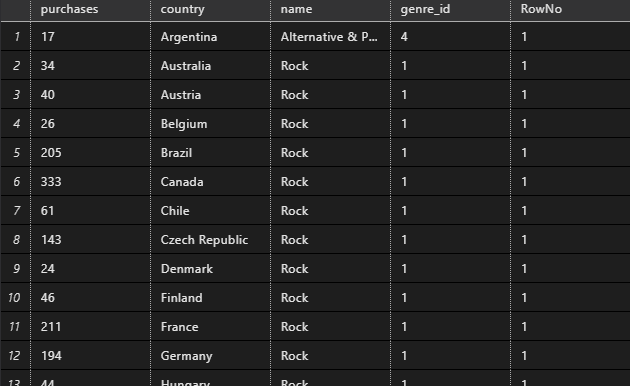 purchases country name genre_id RowNo
1 17 Argentina Alternative & P... 4 1
2 34 Australia Rock 1 1
3 40 Austria Rock 1 1
4 26 Belgium Rock 1 1
5 205 Brazil Rock 1 1
6 333 Canada Rock 1 1
7 61 Chile Rock 1 1
8 143 Czech Republic Rock 1 1
9 24 Denmark Rock 1 1
10 46 Finland Rock 1 1
11 211 France Rock 1 1
12 194 Germany Rock 1 1
13 44 Hungary Rock 1 1